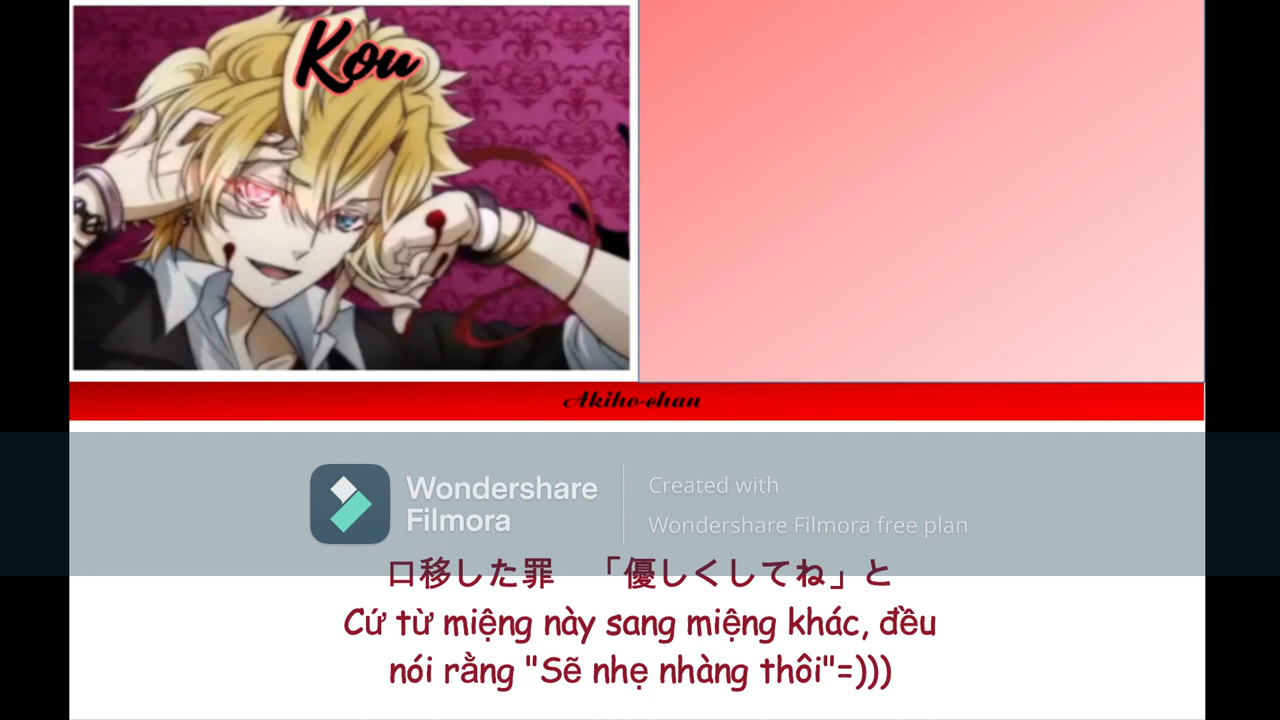 Kou
Akiho-chan
Wondershare
Filmora
Created with
Wondershare Filmora free plan
口移した罪　「優しくしてね」と
Cứ từ miệng này sang miệng khác, đều
nói rằng "Sẽ nhẹ nhàng thôi"=)))